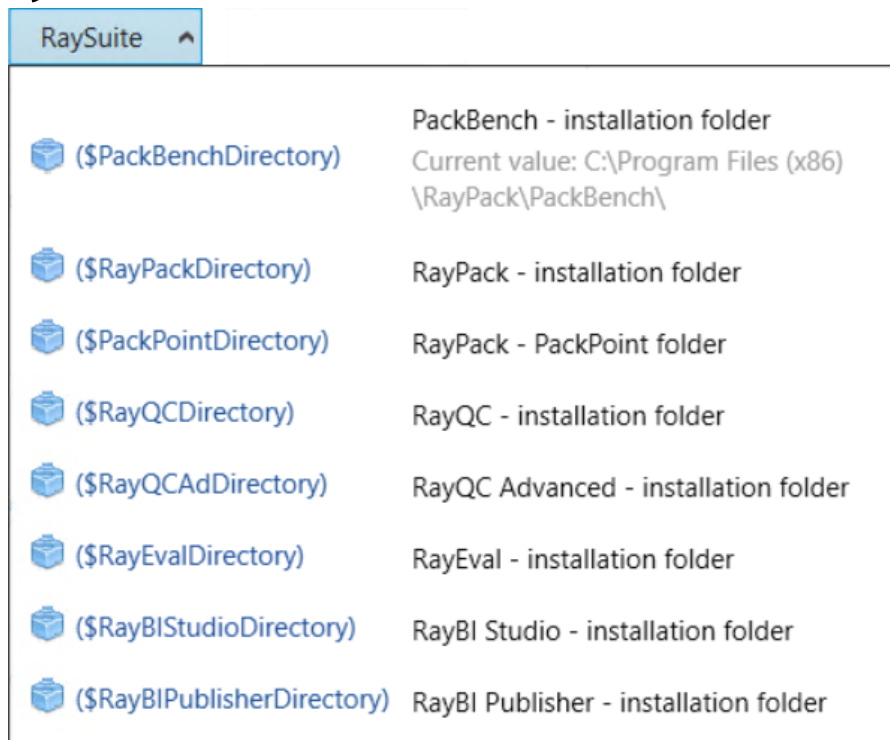 RaySuite
($PackBenchDirectory)
PackBench - installation folder
Current value: C:\Program Files (x86)
\RayPack\PackBench\
($RayPackDirectory)
RayPack - installation folder
($PackPointDirectory)
RayPack - PackPoint folder
($RayQCDirectory)
RayQC - installation folder
($RayQCAdDirectory)
RayQC Advanced - installation folder
($RayEvalDirectory)
RayEval - installation folder
($RayBIStudioDirectory)
RayBI Studio - installation folder
($RayBIPublisherDirectory)
RayBI Publisher - installation folder